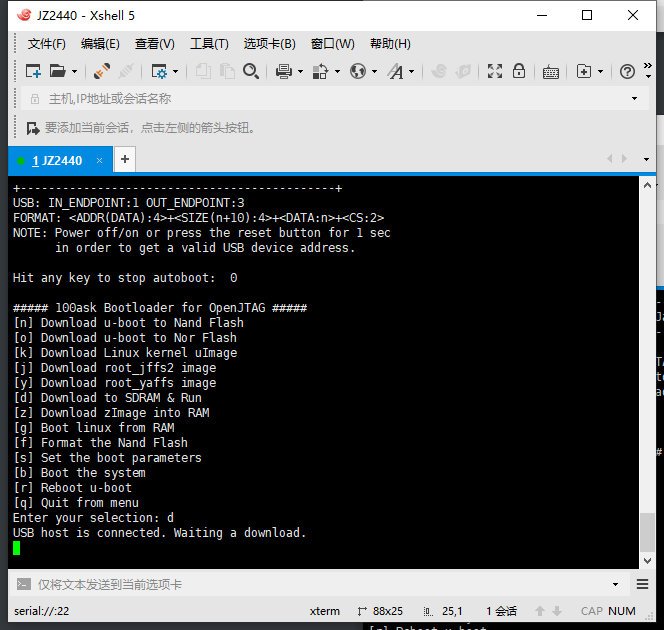 JZ2440 - Xshell 5
文件(F) 编辑(E) 查看(V) 工具(T) 选项卡(B) 窗口(W) 帮助(H)
主机,IP地址或会话名称
要添加当前会话，点击左侧的箭头按钮。
1 JZ2440
+---------------------------------------------+
USB: IN_ENDPOINT:1 OUT_ENDPOINT:3
FORMAT: <ADDR(DATA):4>+<SIZE(n+10):4>+<DATA:n>+<CS:2>
NOTE: Power off/on or press the reset button for 1 sec
in order to get a valid USB device address.
Hit any key to stop autoboot:  0
##### 100ask Bootloader for OpenJTAG #####
[n] Download u-boot to Nand Flash
[o] Download u-boot to Nor Flash
[k] Download Linux kernel uImage
[j] Download root_jffs2 image
[y] Download root_yaffs image
[d] Download to SDRAM & Run
[z] Download zImage into RAM
[g] Boot linux from RAM
[f] Format the Nand Flash
[s] Set the boot parameters
[b] Boot the system
[r] Reboot u-boot
[q] Quit from menu
Enter your selection: d
USB host is connected. Waiting a download.
仅将文本发送到当前选项卡
serial://:22 xterm 88x25 25,1 1 会话 CAP NUM